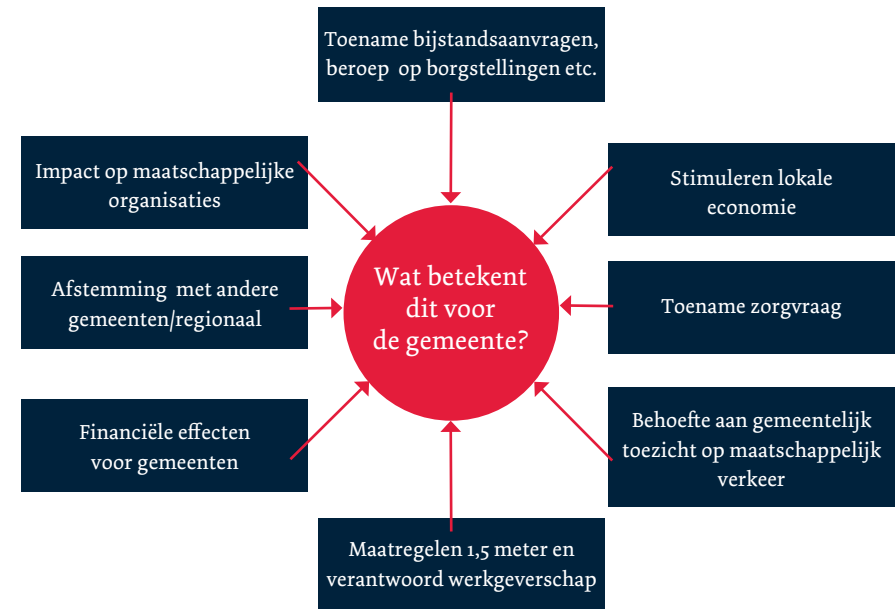 Toename bijstandsaanvragen,
beroep op borgstellingen etc.
Impact op maatschappelijke
organisaties
Stimuleren lokale
economie
Afstemming met andere
gemeenten/regionaal
Wat betekent
dit voor
de gemeente?
Toename zorgvraag
Financiële effecten
voor gemeenten
Behoefte aan gemeentelijk
toezicht op maatschappelijk
verkeer
Maatregelen 1,5 meter en
verantwoord werkgeverschap